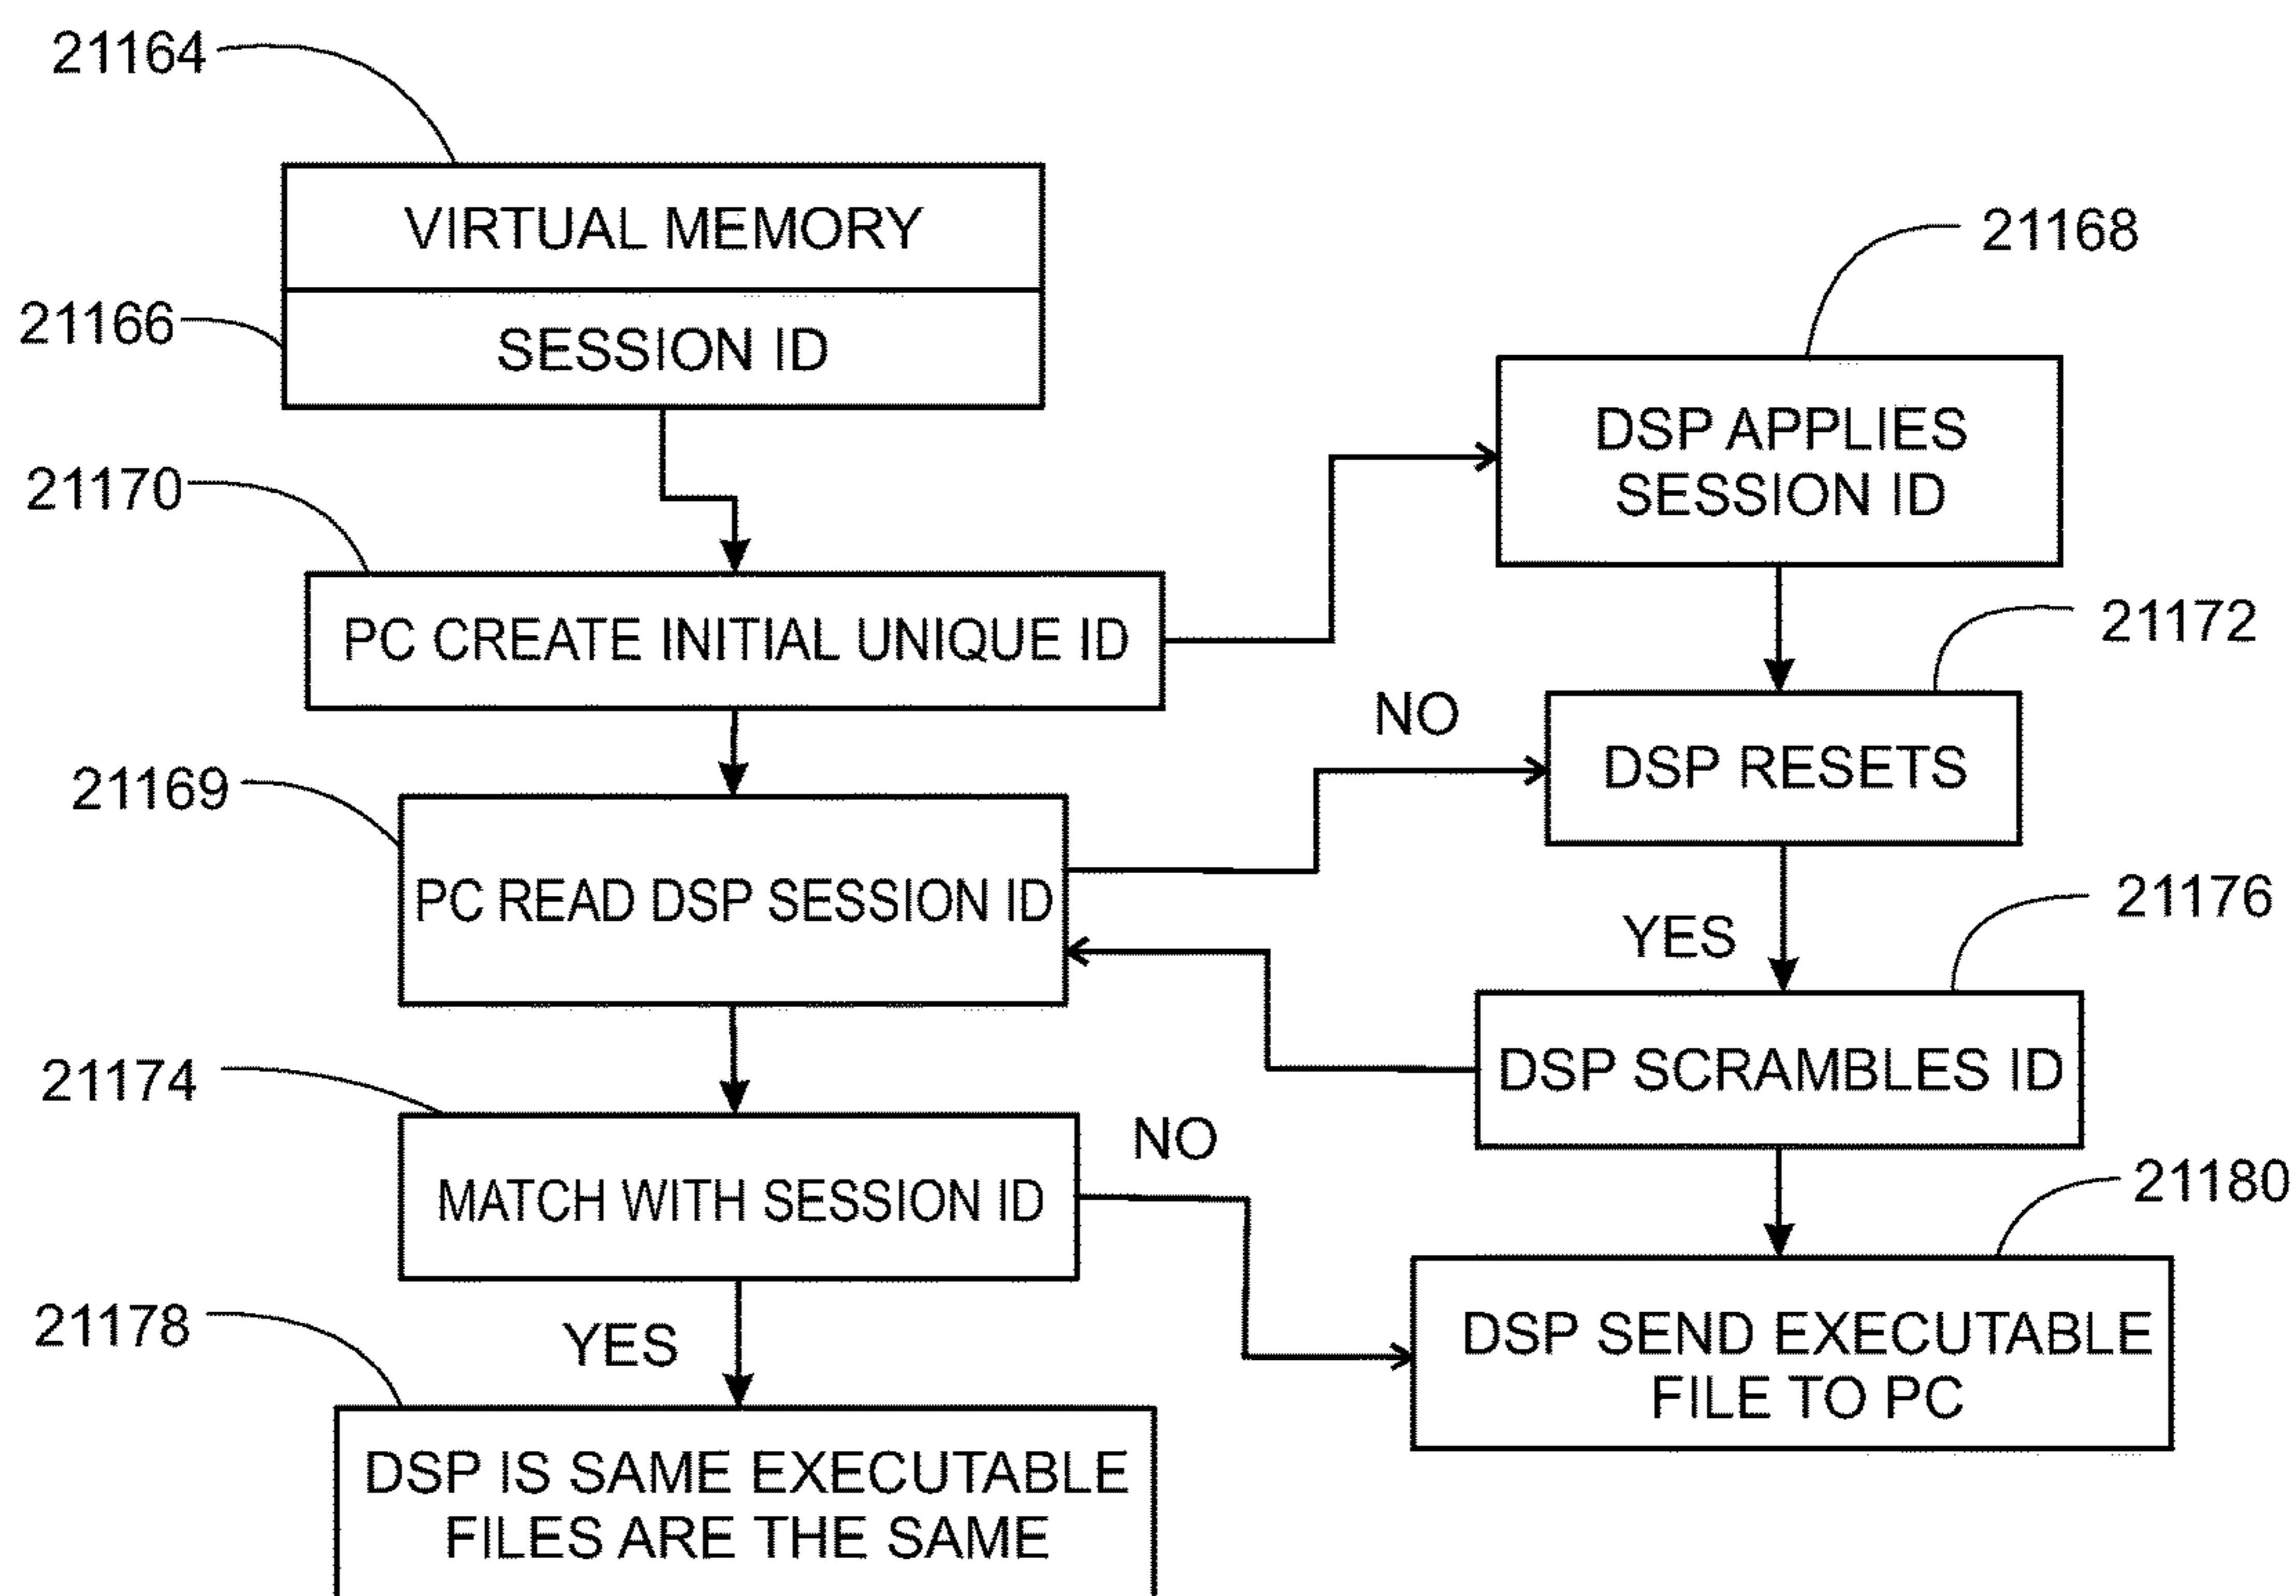 21164
VIRTUAL MEMORY
21168
21166
SESSION ID
DSP APPLIES
SESSION ID
21170
21172
PC CREATE INITIAL UNIQUE ID
NO
DSP RESETS
21169
PC READ DSP SESSION ID
21176
YES
DSP SCRAMBLES ID
21174
NO
MATCH WITH SESSION ID
21180
21178
YES
DSP SEND EXECUTABLE
FILE TO PC
DSP IS SAME EXECUTABLE
FILES ARE THE SAME